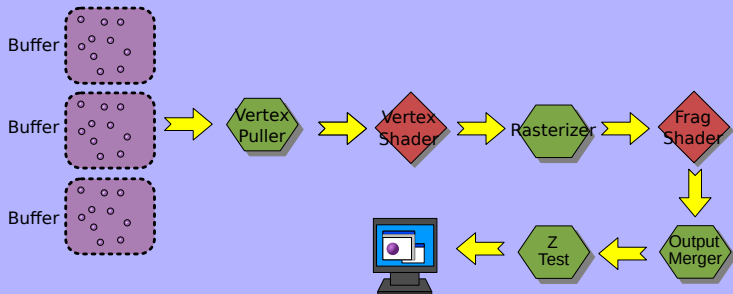 Buffer
Buffer
Vertex
Puller
Vertex
Shader
Rasterizer
Frag
Shader
Buffer
Z
Test
Output
Merger